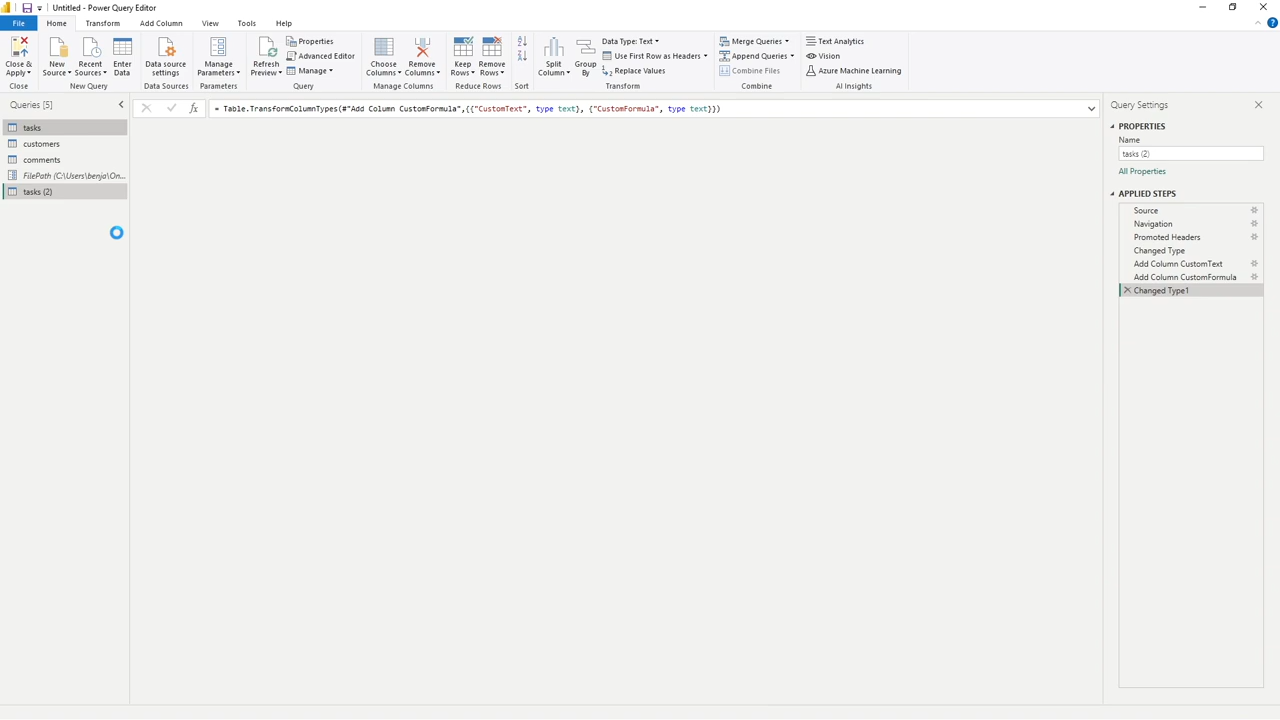 Untitled - Power Query Editor
File
Home
Transform
Add Column
View
Tools
Help
Close & Apply
Close
New Source
Recent Sources
Enter Data
New Query
Data source settings
Data Sources
Manage Parameters
Parameters
Refresh Preview
Properties
Advanced Editor
Manage
Query
Choose Columns
Remove Columns
Manage Columns
Keep Rows
Remove Rows
Reduce Rows
Sort
Split Column
Group By
Data Type: Text
Use First Row as Headers
Replace Values
Transform
Merge Queries
Append Queries
Combine Files
Combine
Text Analytics
Vision
Azure Machine Learning
AI Insights
Queries [5]
tasks
customers
comments
FilePath (C:\Users\benja\On...
tasks (2)
fx
= Table.TransformColumnTypes(#"Add Column CustomFormula",{{"CustomText", type text}, {"CustomFormula", type text}})
Query Settings
PROPERTIES
Name
tasks (2)
All Properties
APPLIED STEPS
Source
Navigation
Promoted Headers
Changed Type
Add Column CustomText
Add Column CustomFormula
Changed Type1